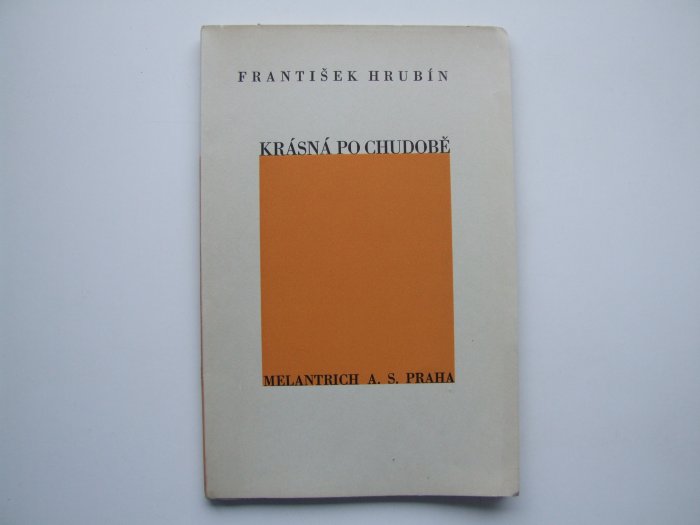 FRANTIŠEK HRUBÍN
KRÁSNÁ PO CHUDOBĚ
MELANTRICH A. S. PRAHA